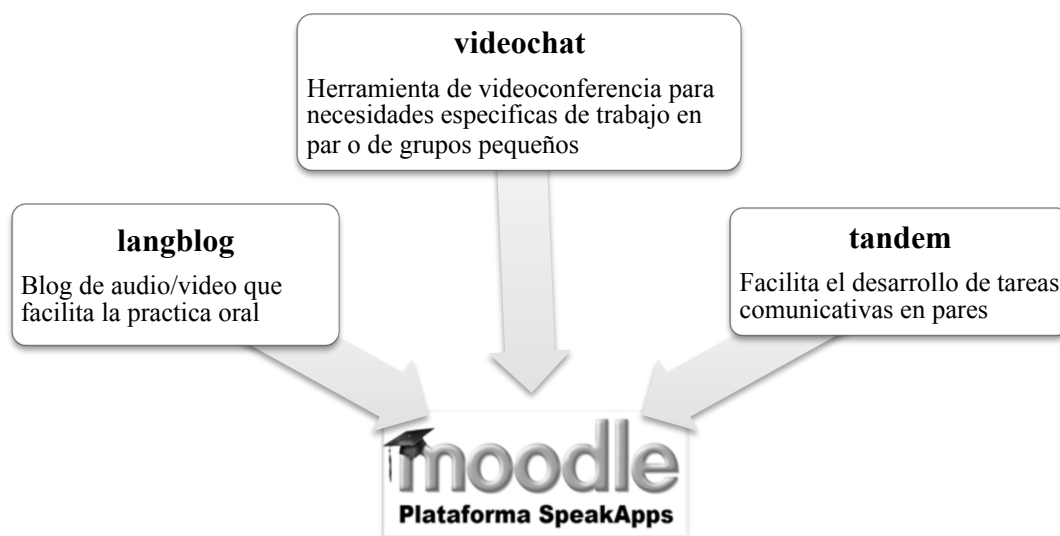 videochat
Herramienta de videoconferencia para
necesidades especificas de trabajo en
par o de grupos pequeños
langblog
Blog de audio/video que
facilita la practica oral
tandem
Facilita el desarrollo de tareas
comunicativas en pares
moodle
Plataforma SpeakApps